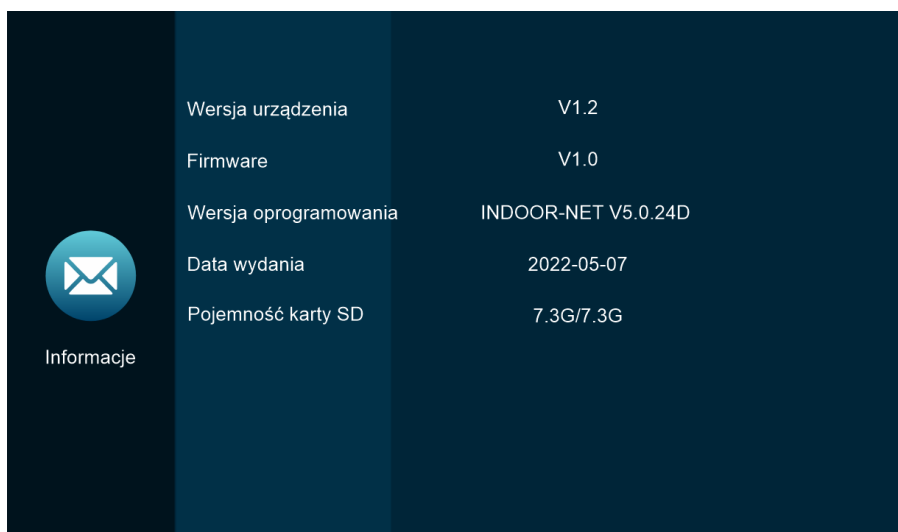 Wersja urządzenia V1.2
Firmware V1.0
Wersja oprogramowania INDOOR-NET V5.0.24D
Data wydania 2022-05-07
Pojemność karty SD 7.3G/7.3G
Informacje